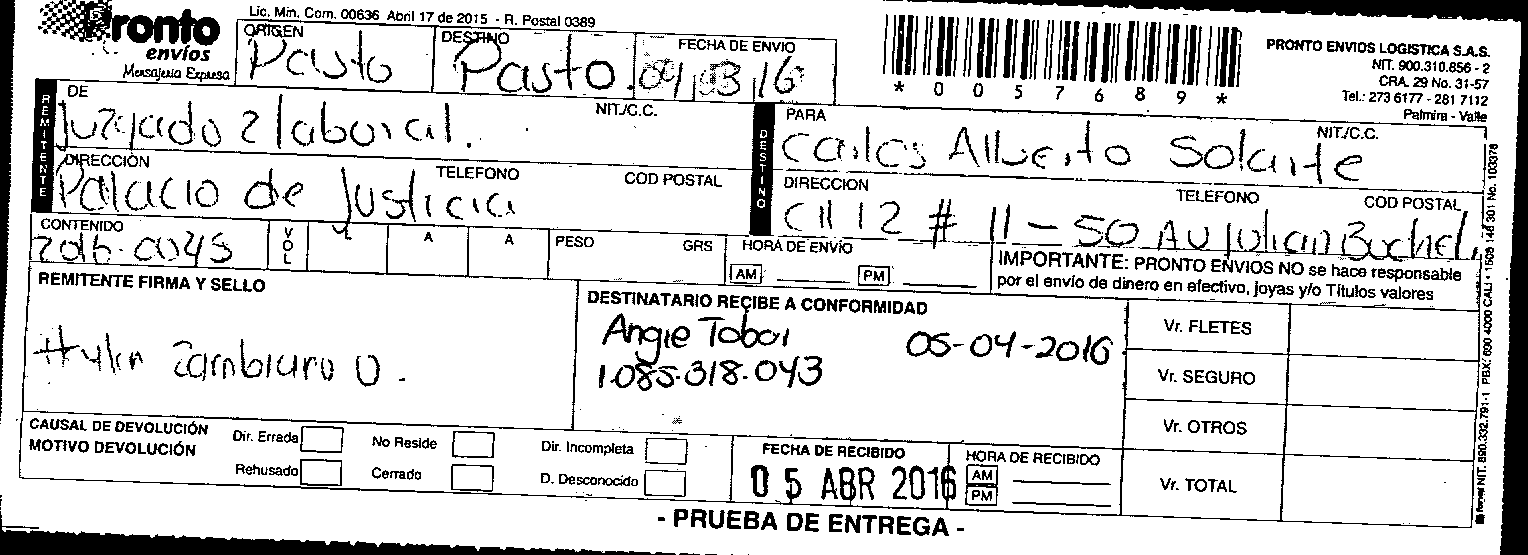 Lic. Min. Com. 00636 Abril 17 de 2015 - R. Postal 0389
Pronto
envíos
Mensajería Expresa
ORIGEN
Pasto
DESTINO
Pasto.
FECHA DE ENVIO
* 0 0 5 7 6 8 9 *
PRONTO ENVIOS LOGISTICA S.A.S.
NIT. 900.310.856 - 2
CRA. 29 No. 31-57
Tel.: 273 6177 - 281 7112
Palmira - Valle
REMITENTE
DE
NIT./C.C.
Juzgado 2 laboral.
DIRECCIÓN
TELEFONO
COD POSTAL
Palacio de Justicia
DESTINO
PARA
NIT./C.C.
Carlos Alberto Solarte
DIRECCION
TELEFONO
COD POSTAL
Cll 12 # 11 - 50 AV Julian Bucheli
CONTENIDO
2016-0045
VOL
A
A
PESO
GRS
HORA DE ENVIO
AM
PM
IMPORTANTE: PRONTO ENVIOS NO se hace responsable
por el envío de dinero en efectivo, joyas y/o Títulos valores
REMITENTE FIRMA Y SELLO
Zambrano
DESTINATARIO RECIBE A CONFORMIDAD
Angie Tobar 05-04-2016
1.085.318.043
Vr. FLETES
Vr. SEGURO
Vr. OTROS
Vr. TOTAL
CAUSAL DE DEVOLUCIÓN
MOTIVO DEVOLUCIÓN
Dir. Errada
No Reside
Dir. Incompleta
Rehusado
Cerrado
D. Desconocido
FECHA DE RECIBIDO
05 ABR 2016
HORA DE RECIBIDO
AM
PM
- PRUEBA DE ENTREGA -